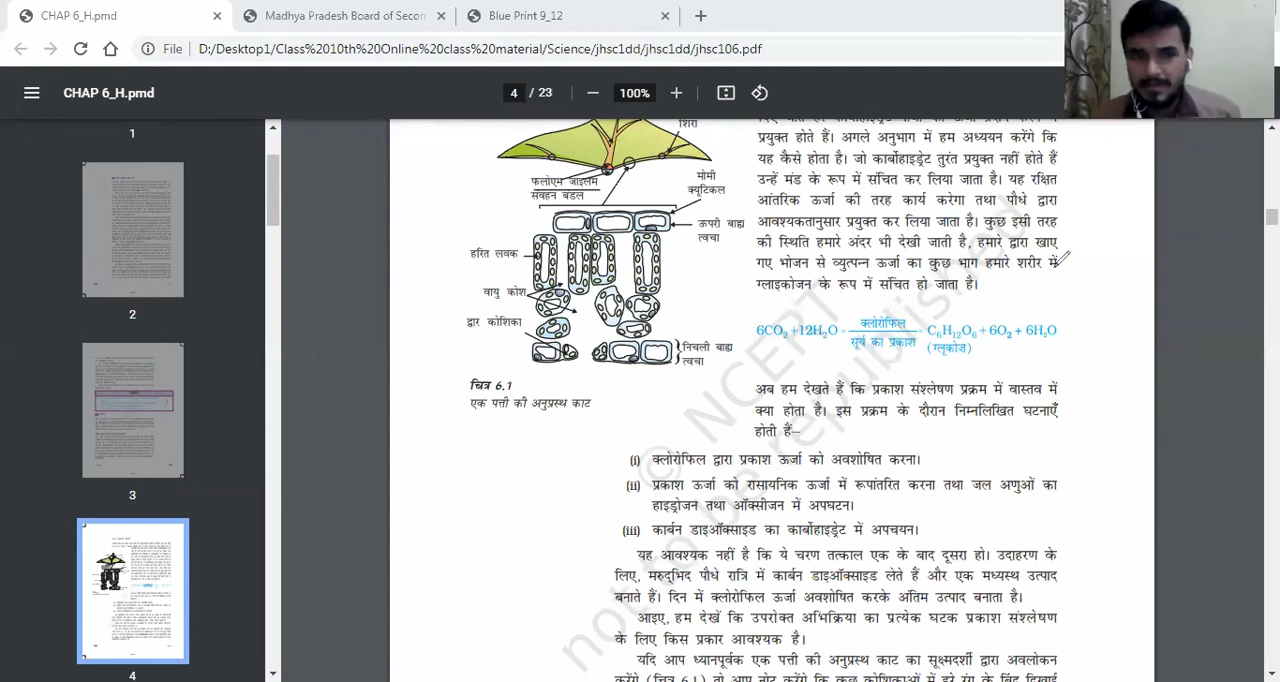 CHAP 6_H.pmd
Madhya Pradesh Board of Secon
Blue Print 9_12
File D:/Desktop1/Class%2010th%20Online%20class%20material/Science/jhsc1dd/jhsc1dd/jhsc106.pdf
CHAP 6_H.pmd
4 / 23
100%
1
2
3
4
शिरा
फ्लोएम जाइलम
संवहन बंडल
मोमी
क्यूटिकल
ऊपरी बाह्य
त्वचा
हरित लवक
वायु कोश
द्वार कोशिका
निचली बाह्य
त्वचा
चित्र 6.1
एक पत्ती की अनुप्रस्थ काट
प्रयुक्त होते हैं। अगले अनुभाग में हम अध्ययन करेंगे कि
यह कैसे होता है। जो कार्बोहाइड्रेट तुरंत प्रयुक्त नहीं होते हैं
उन्हें मंड के रूप में संचित कर लिया जाता है। यह रक्षित
आंतरिक ऊर्जा की तरह कार्य करेगा तथा पौधे द्वारा
आवश्यकतानुसार प्रयुक्त कर लिया जाता है। कुछ इसी तरह
की स्थिति हमारे अंदर भी देखी जाती है, हमारे द्वारा खाए
गए भोजन से व्युत्पन्न ऊर्जा का कुछ भाग हमारे शरीर में
ग्लाइकोजन के रूप में संचित हो जाता है।
6CO2 +12H2O = क्लोरोफिल / सूर्य का प्रकाश = C6H12O6 + 6O2 + 6H2O
(ग्लूकोज)
अब हम देखते हैं कि प्रकाश संश्लेषण प्रक्रम में वास्तव में
क्या होता है। इस प्रक्रम के दौरान निम्नलिखित घटनाएँ
होती हैं–
(i) क्लोरोफिल द्वारा प्रकाश ऊर्जा को अवशोषित करना।
(ii) प्रकाश ऊर्जा को रासायनिक ऊर्जा में रूपांतरित करना तथा जल अणुओं का
हाइड्रोजन तथा ऑक्सीजन में अपघटन।
(iii) कार्बन डाइऑक्साइड का कार्बोहाइड्रेट में अपचयन।
यह आवश्यक नहीं है कि ये चरण तत्काल एक के बाद दूसरा हो। उदाहरण के
लिए, मरुद्भिद पौधे रात्रि में कार्बन डाइऑक्साइड लेते हैं और एक मध्यस्थ उत्पाद
बनाते हैं। दिन में क्लोरोफिल ऊर्जा अवशोषित करके अंतिम उत्पाद बनाता है।
आइए, हम देखें कि उपरोक्त अभिक्रिया का प्रत्येक घटक प्रकाश संश्लेषण
के लिए किस प्रकार आवश्यक है।
यदि आप ध्यानपूर्वक एक पत्ती की अनुप्रस्थ काट का सूक्ष्मदर्शी द्वारा अवलोकन
करेंगे (चित्र 6.1) तो आप नोट करेंगे कि कुछ कोशिकाओं में हरे रंग के बिंदु दिखाई
© NCERT